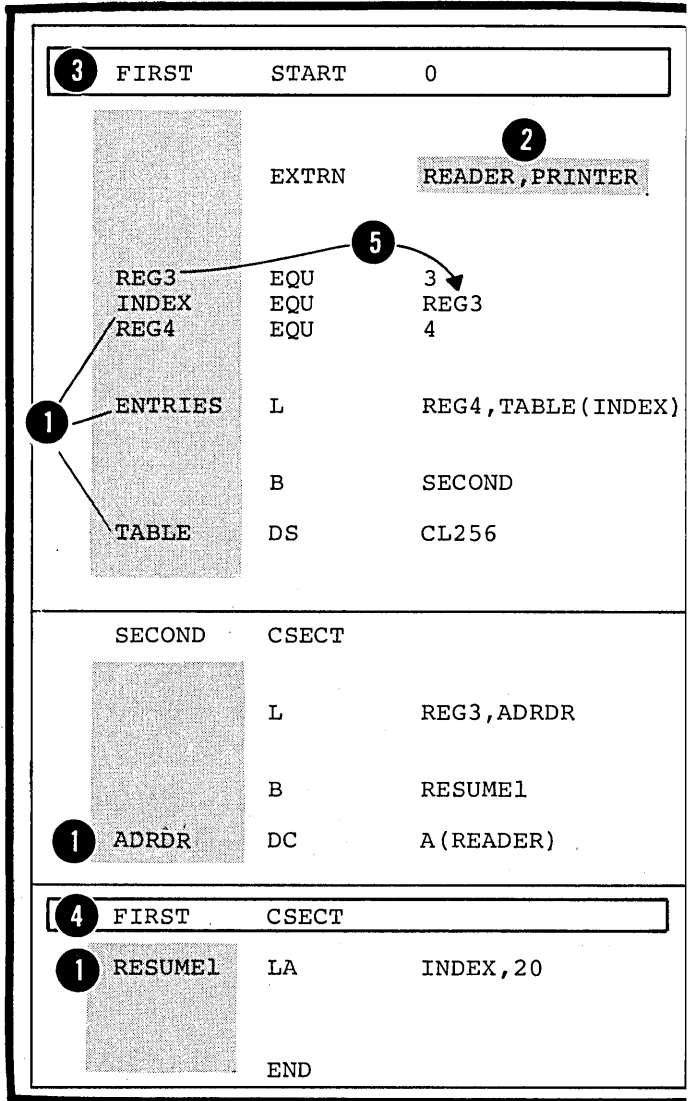 3 FIRST START 0
2
EXTRN READER,PRINTER
5
REG3 EQU 3
INDEX EQU REG3
REG4 EQU 4
1 ENTRIES L REG4,TABLE(INDEX)
B SECOND
TABLE DS CL256
SECOND CSECT
L REG3,ADRDR
B RESUME1
1 ADRDR DC A(READER)
4 FIRST CSECT
1 RESUME1 LA INDEX,20
END